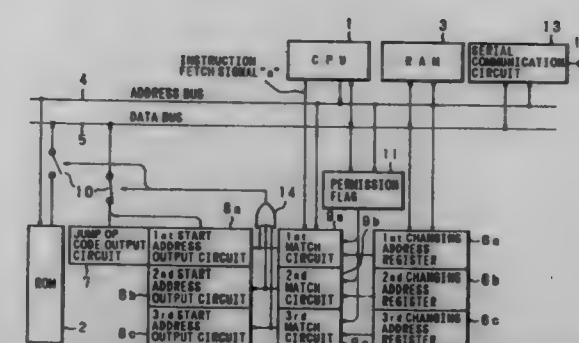 1
3
13
INSTRUCTION
FETCH SIGNAL "a"
CPU
RAM
SERIAL
COMMUNICATION
CIRCUIT
4
ADDRESS BUS
5
DATA BUS
10
11
PERMISSION
FLAG
8a
14
9a
9b
JUMP OP
CODE OUTPUT
CIRCUIT
7
1st START
ADDRESS
OUTPUT CIRCUIT
1st
MATCH
CIRCUIT
1st CHANGING
ADDRESS
REGISTER
6a
ROM
2
8b
2nd START
ADDRESS
OUTPUT CIRCUIT
2nd
MATCH
CIRCUIT
2nd CHANGING
ADDRESS
REGISTER
6b
8c
3rd START
ADDRESS
OUTPUT CIRCUIT
3rd
MATCH
CIRCUIT
3rd CHANGING
ADDRESS
REGISTER
6c